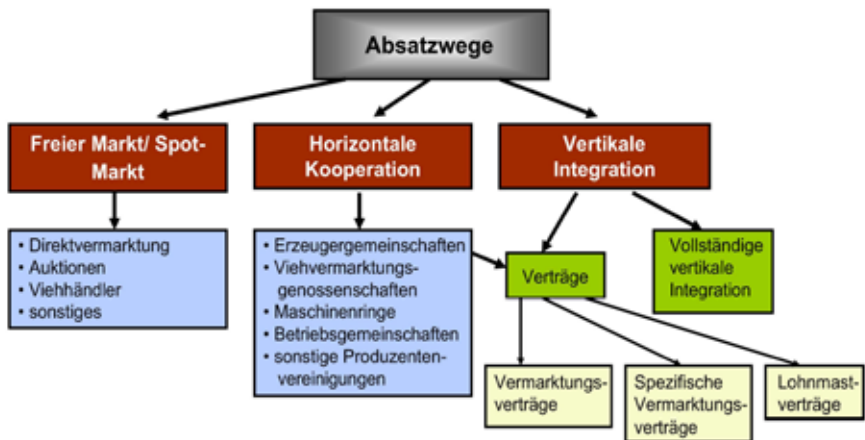 Absatzwege
Freier Markt/ Spot-
Markt
Horizontale
Kooperation
Vertikale
Integration
• Direktvermarktung
• Auktionen
• Viehhändler
• sonstiges
• Erzeugergemeinschaften
• Viehvermarktungs-
genossenschaften
• Maschinenringe
• Betriebsgemeinschaften
• sonstige Produzenten-
vereinigungen
Verträge
Vollständige
vertikale
Integration
Vermarktungs-
verträge
Spezifische
Vermarktungs-
verträge
Lohnmast-
verträge